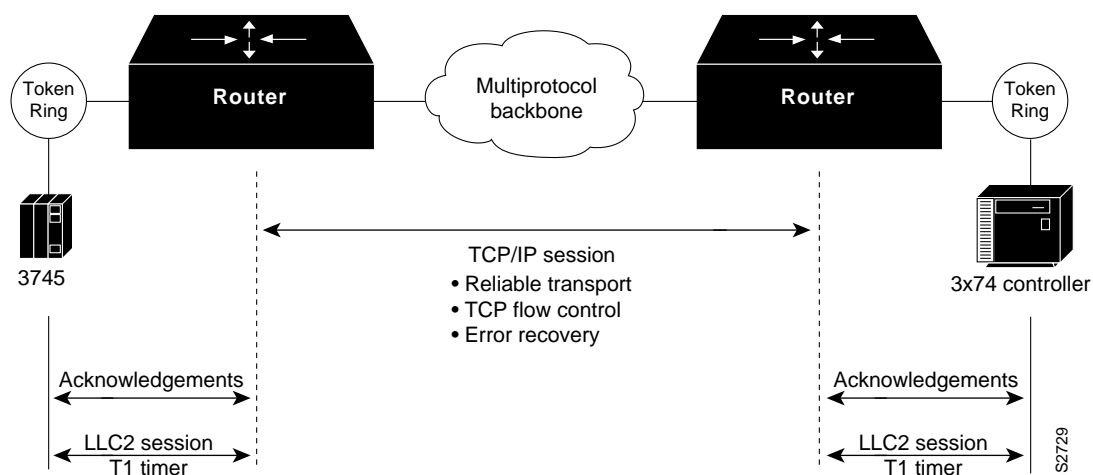 Token
Ring
Router
Multiprotocol
backbone
Router
Token
Ring
3745
TCP/IP session
• Reliable transport
• TCP flow control
• Error recovery
3x74 controller
Acknowledgements
Acknowledgements
LLC2 session
T1 timer
LLC2 session
T1 timer
S2729